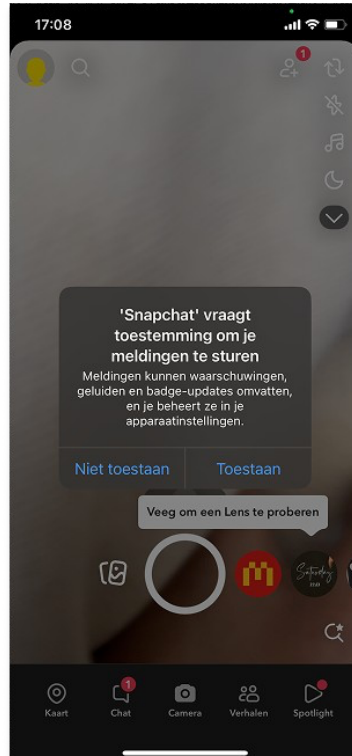 17:08
1
'Snapchat' vraagt
toestemming om je
meldingen te sturen
Meldingen kunnen waarschuwingen,
geluiden en badge-updates omvatten,
en je beheert ze in je
apparaatinstellingen.
Niet toestaan Toestaan
Veeg om een Lens te proberen
Saturday
1
Kaart Chat Camera Verhalen Spotlight